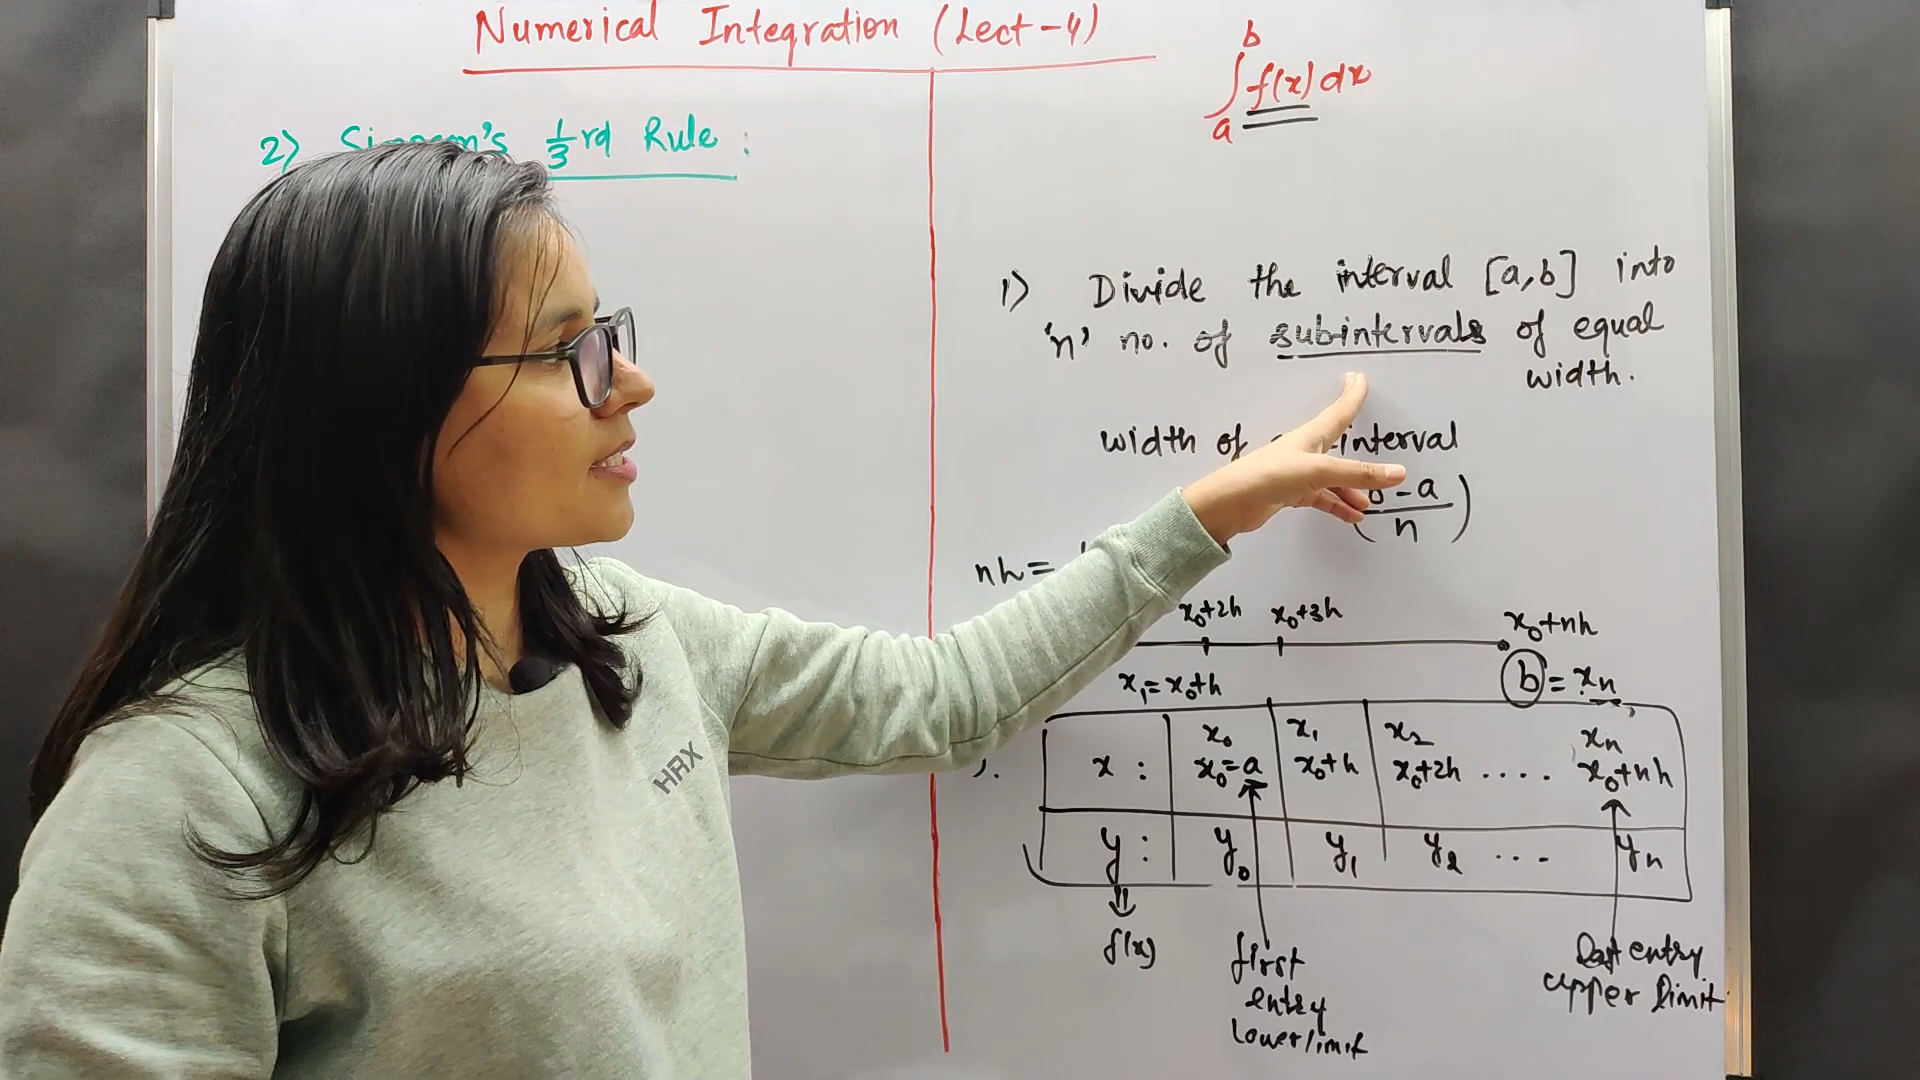 Numerical Integration (Lect-4)
2) 1/3 rd Rule :
b
∫ f(x) dx
a
1) Divide the interval [a,b] into
'n' no. of subintervals of equal
width.
width of interval
b-a
n )
nh=
x₀+2h x₀+3h x₀+nh
x₁=x₀+h b = xₙ
x₀ x₁ x₂ xₙ
x : x₀=a x₀+h x₀+2h .... x₀+nh
y : y₀ y₁ y₂ ... yₙ
f(x)
first
entry
lower limit
Last entry
upper limit
HRX